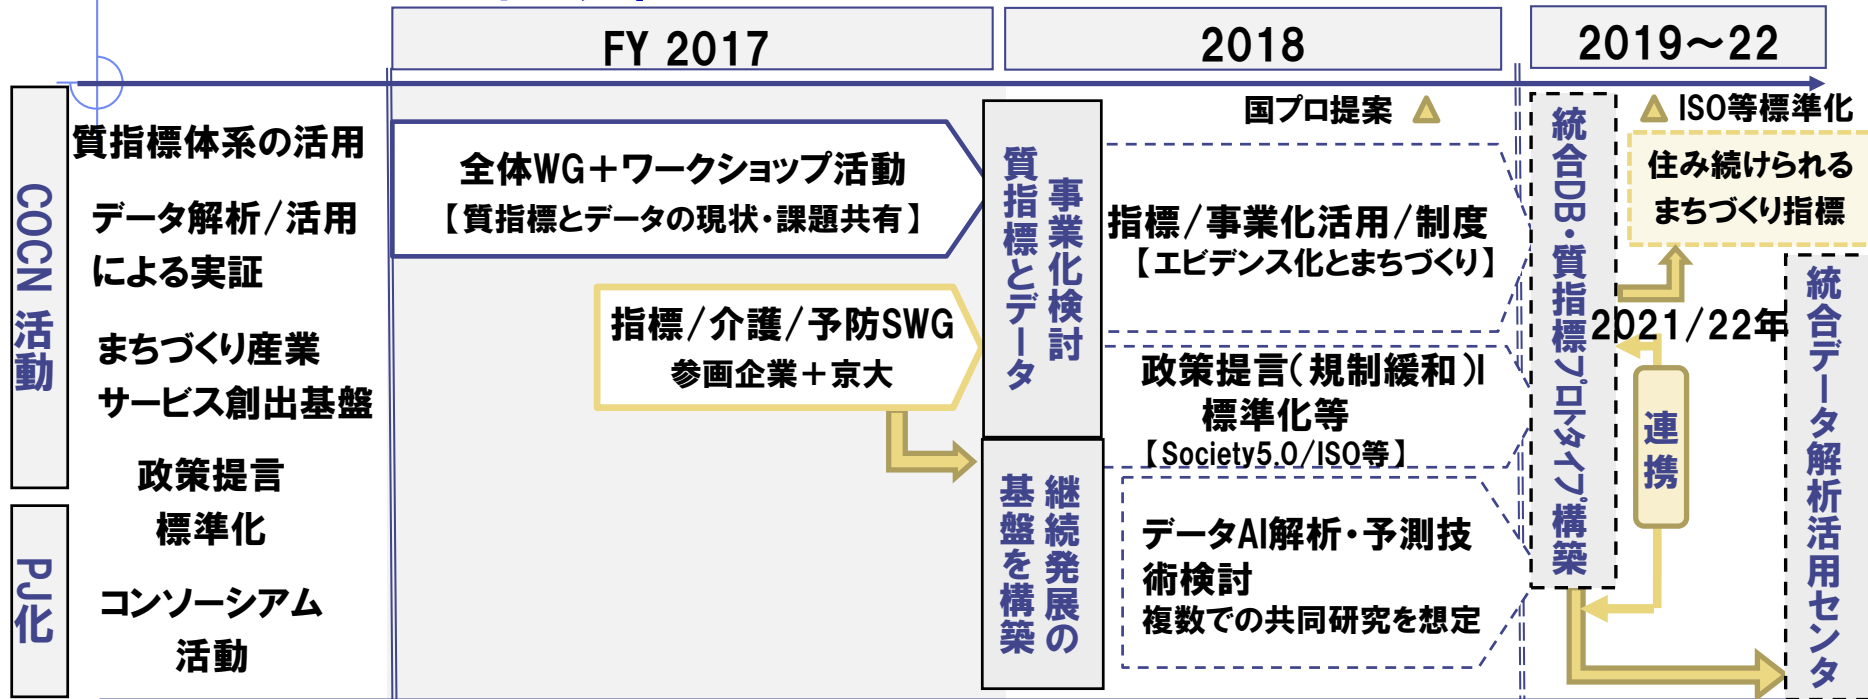 FY 2017
2018
2019～22
COCN 活動
PJ化
質指標体系の活用
データ解析/活用
による実証
まちづくり産業
サービス創出基盤
政策提言
標準化
コンソーシアム
活動
全体WG＋ワークショップ活動
【質指標とデータの現状・課題共有】
指標/介護/予防SWG
参画企業＋京大
質指標とデータ
事業化検討
継続発展の
基盤を構築
国プロ提案
指標/事業化活用/制度
【エビデンス化とまちづくり】
政策提言（規制緩和）I
標準化等
【Society5.0/ISO等】
データAI解析・予測技
術検討
複数での共同研究を想定
統合DB・質指標プロトタイプ構築
ISO等標準化
住み続けられる
まちづくり指標
2021/22年
連携
統合データ解析活用センタ